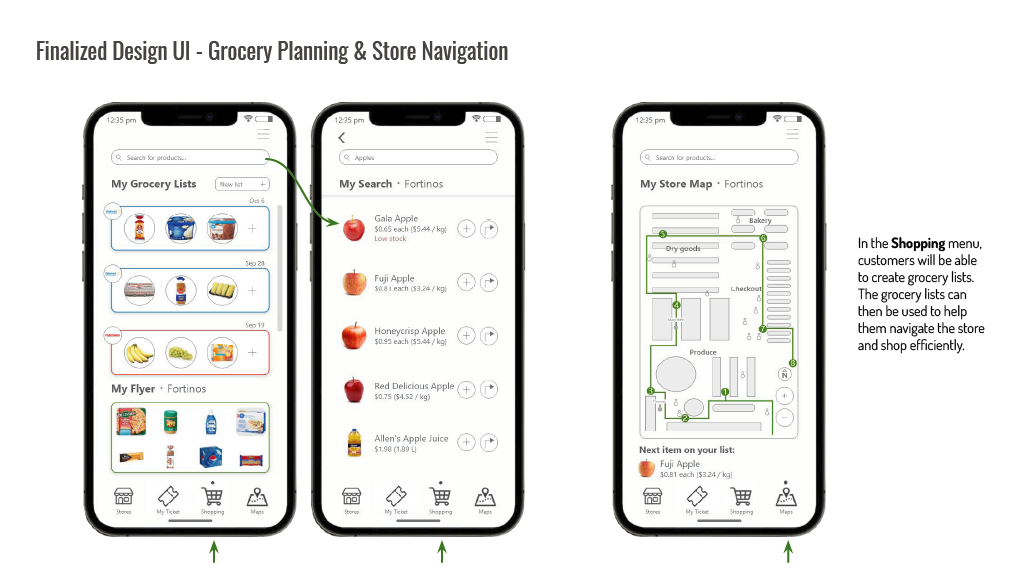 Finalized Design UI - Grocery Planning & Store Navigation
12:35 pm
Search for products...
My Grocery Lists
New list +
Oct 6
Sep 28
Sep 19
My Flyer · Fortinos
Stores
My Ticket
Shopping
Maps
12:35 pm
Apples
My Search · Fortinos
Gala Apple
$0.65 each ($5.44 / kg)
Low stock
Fuji Apple
$0.81 each ($3.24 / kg)
Honeycrisp Apple
$0.95 each ($5.44 / kg)
Red Delicious Apple
$0.75 ($4.52 / kg)
Allen's Apple Juice
$1.98 (1.89 L)
Stores
My Ticket
Shopping
Maps
12:35 pm
Search for products...
My Store Map · Fortinos
Bakery
5
6
Dry goods
Checkout
4
7
Produce
8
N
3
1
2
Next item on your list:
Fuji Apple
$0.81 each ($3.24 / kg)
Stores
My Ticket
Shopping
Maps
In the Shopping menu,
customers will be able
to create grocery lists.
The grocery lists can
then be used to help
them navigate the store
and shop efficiently.